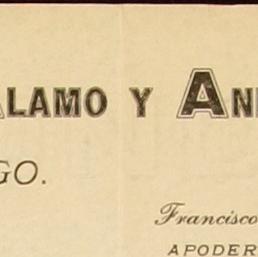 ALAMO Y AN
GO.
Francisco
APODER